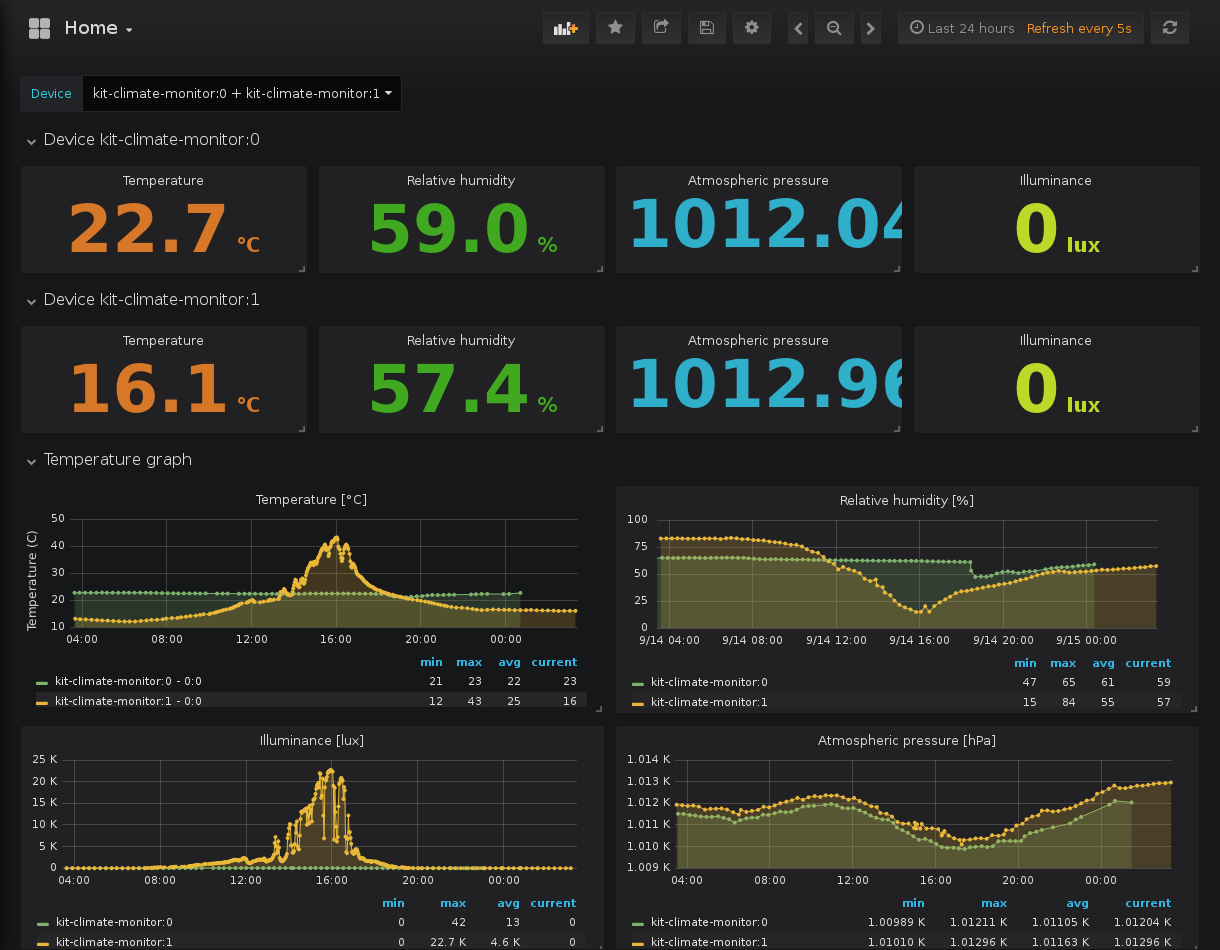 Home
Last 24 hours Refresh every 5s
Device kit-climate-monitor:0 + kit-climate-monitor:1
Device kit-climate-monitor:0
Temperature Relative humidity Atmospheric pressure Illuminance
22.7 °C 59.0 % 1012.04 0 lux
Device kit-climate-monitor:1
Temperature Relative humidity Atmospheric pressure Illuminance
16.1 °C 57.4 % 1012.96 0 lux
Temperature graph
Temperature [°C]
Temperature (C)
50
40
30
20
10
04:00 08:00 12:00 16:00 20:00 00:00
min max avg current
kit-climate-monitor:0 - 0:0 21 23 22 23
kit-climate-monitor:1 - 0:0 12 43 25 16
Relative humidity [%]
100
75
50
25
0
9/14 04:00 9/14 08:00 9/14 12:00 9/14 16:00 9/14 20:00 9/15 00:00
min max avg current
kit-climate-monitor:0 47 65 61 59
kit-climate-monitor:1 15 84 55 57
Illuminance [lux]
25 K
20 K
15 K
10 K
5 K
0
04:00 08:00 12:00 16:00 20:00 00:00
min max avg current
kit-climate-monitor:0 0 42 13 0
kit-climate-monitor:1 0 22.7 K 4.6 K 0
Atmospheric pressure [hPa]
1.014 K
1.013 K
1.012 K
1.011 K
1.010 K
1.009 K
04:00 08:00 12:00 16:00 20:00 00:00
min max avg current
kit-climate-monitor:0 1.00989 K 1.01211 K 1.01105 K 1.01204 K
kit-climate-monitor:1 1.01010 K 1.01296 K 1.01163 K 1.01296 K